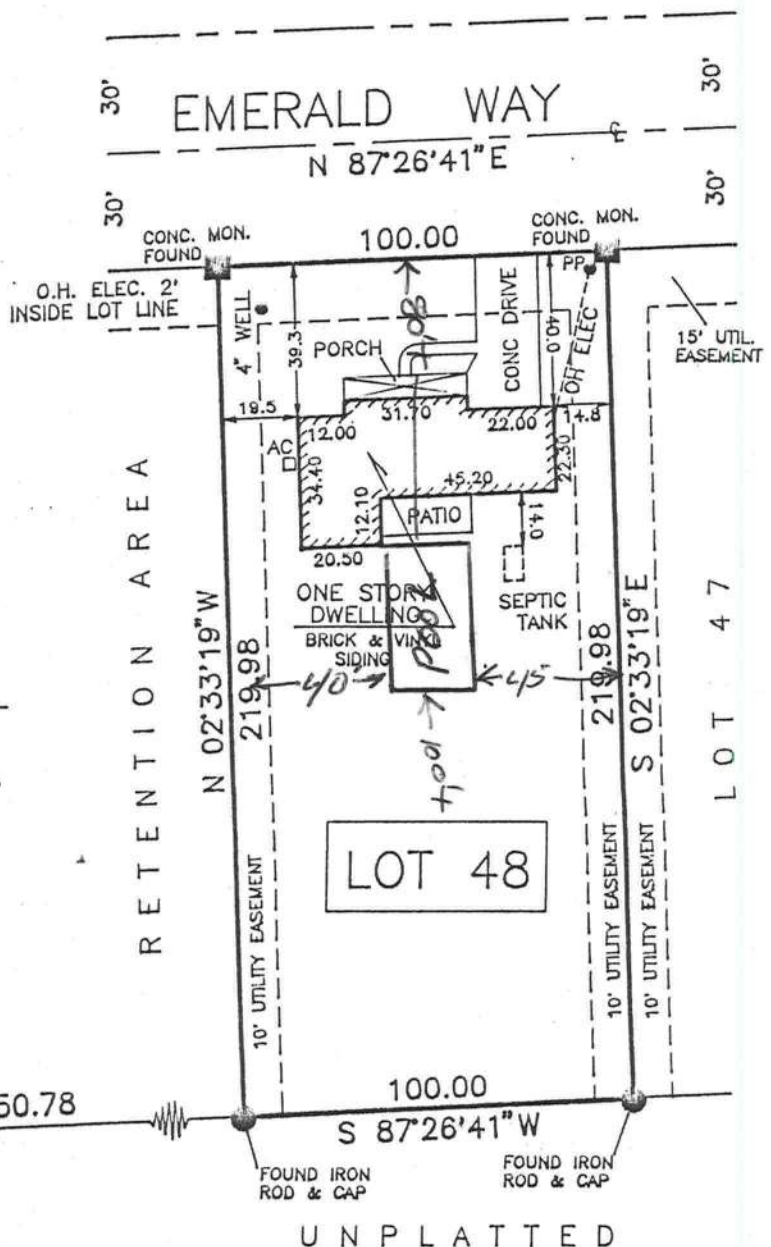 30'
30'
EMERALD WAY
℄
N 87°26'41" E
30'
30'
CONC. MON.
FOUND
100.00
CONC. MON.
FOUND
PP
O.H. ELEC. 2'
INSIDE LOT LINE
4" WELL
39.3
80'+
PORCH
CONC DRIVE
40.0
OH ELEC
15' UTIL.
EASEMENT
19.5
12.00
31.70
22.00
14.8
AC
34.40
12.10
45.20
22.30
PATIO
14.0
20.50
ONE STORY
DWELLING
BRICK & VINYL
SIDING
POOL
SEPTIC
TANK
RETENTION AREA
N 02°33'19" W
219.98
40'
45
219.98
S 02°33'19" E
LOT 47
100'+
LOT 48
10' UTILITY EASEMENT
10' UTILITY EASEMENT
10' UTILITY EASEMENT
50.78
100.00
S 87°26'41" W
FOUND IRON
ROD & CAP
FOUND IRON
ROD & CAP
UNPLATTED